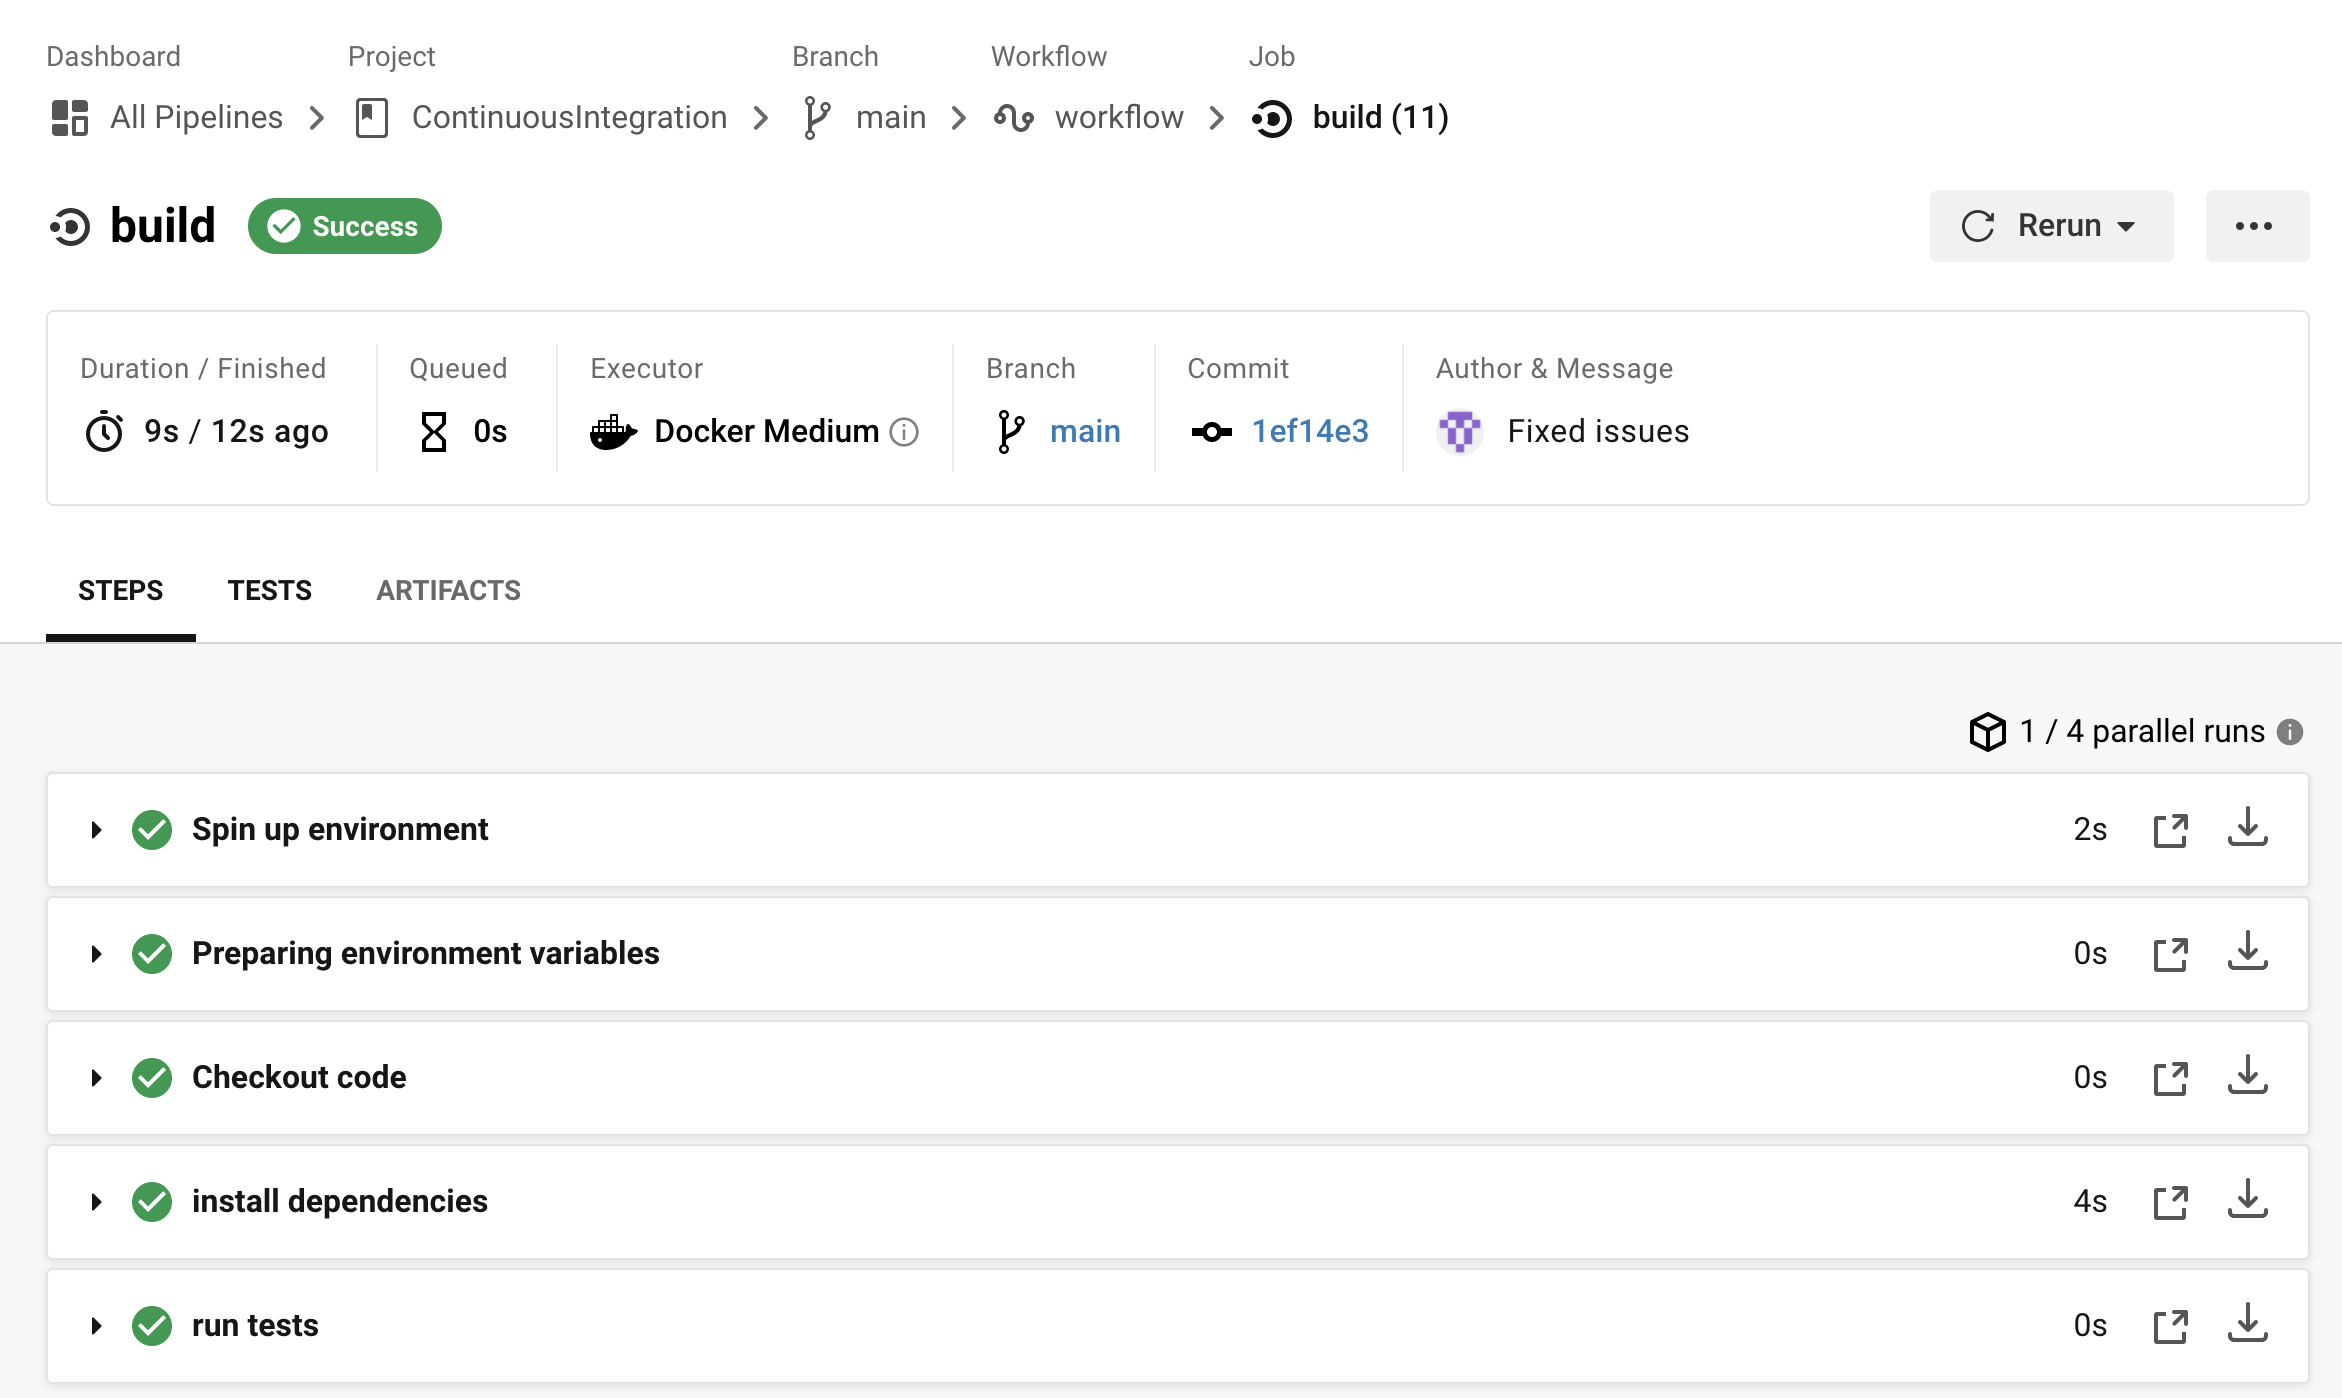 Dashboard Project Branch Workflow Job
All Pipelines ContinuousIntegration main workflow build (11)
build Success Rerun
Duration / Finished Queued Executor Branch Commit Author & Message
9s / 12s ago 0s Docker Medium main 1ef14e3 Fixed issues
STEPS TESTS ARTIFACTS
1 / 4 parallel runs
Spin up environment 2s
Preparing environment variables 0s
Checkout code 0s
install dependencies 4s
run tests 0s